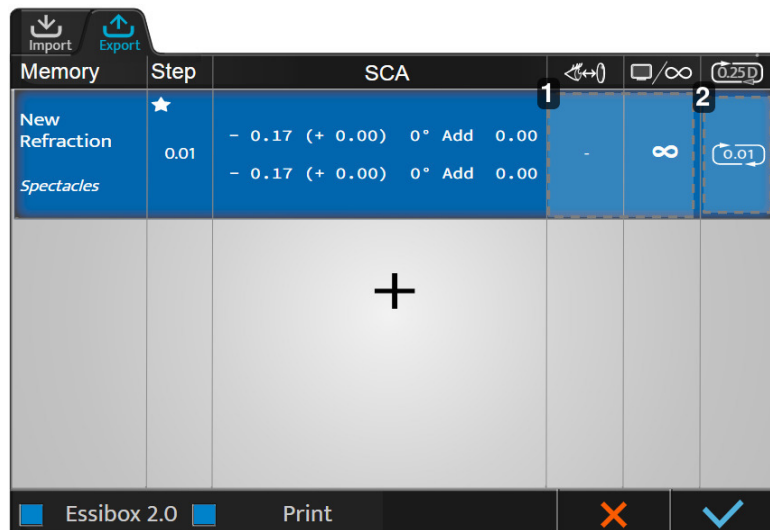 Import Export
Memory Step SCA 0.25D
1 2
New
Refraction
Spectacles
0.01
- 0.17 (+ 0.00) 0° Add 0.00
- 0.17 (+ 0.00) 0° Add 0.00
- ∞ 0.01
+
Essibox 2.0 Print